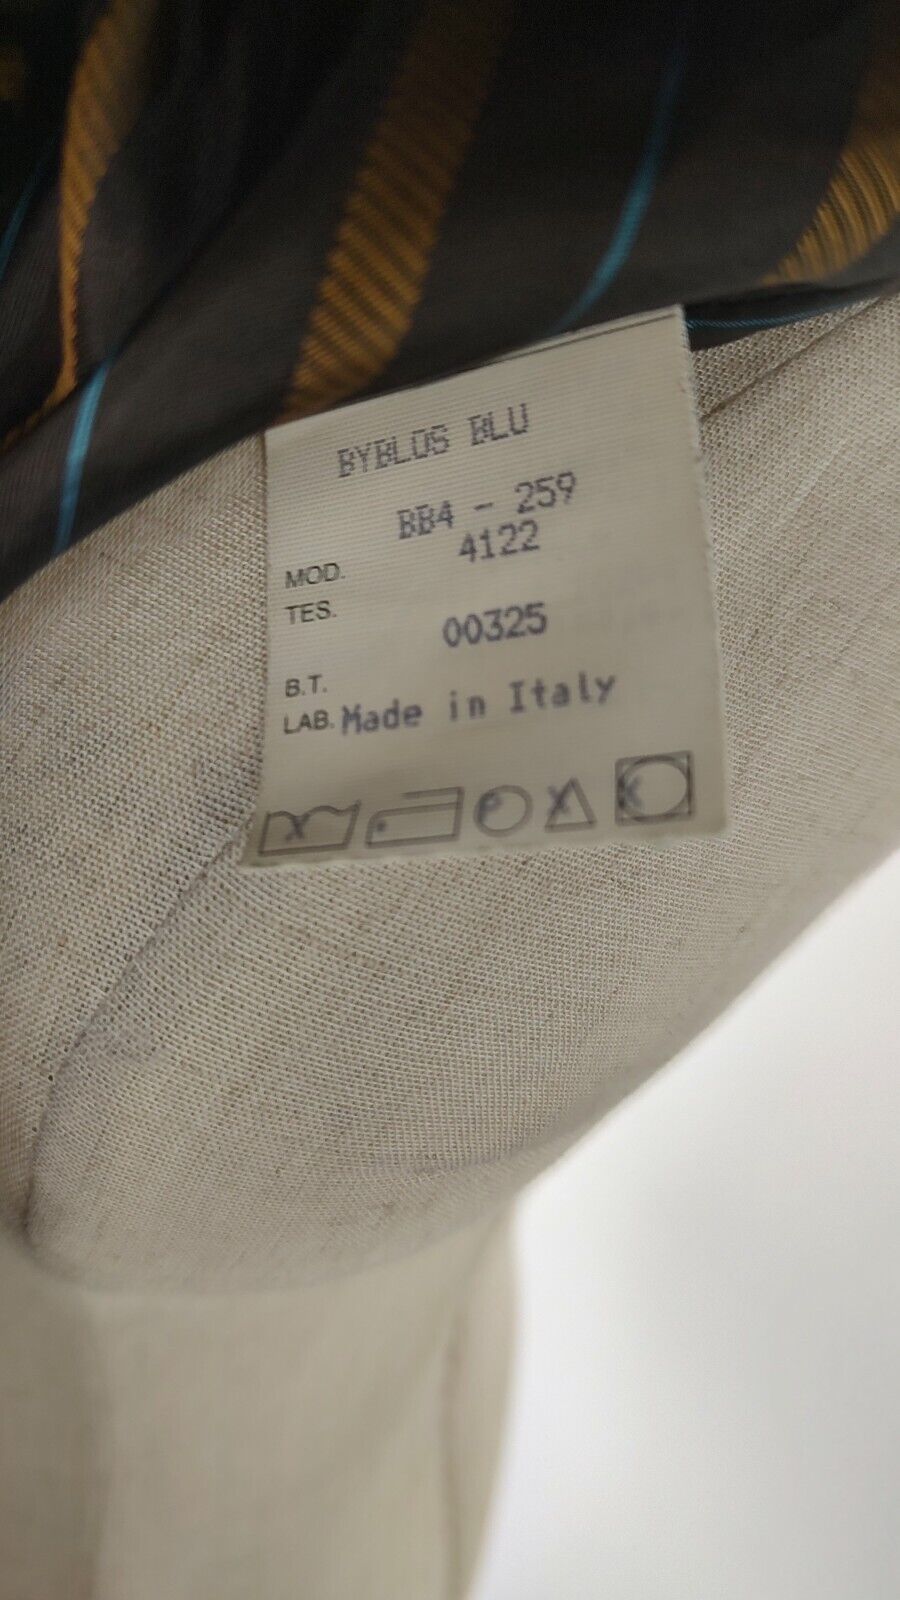 BYBLOS BLU
BB4 - 259
MOD. 4122
TES.
00325
B.T.
LAB. Made in Italy
X P X X